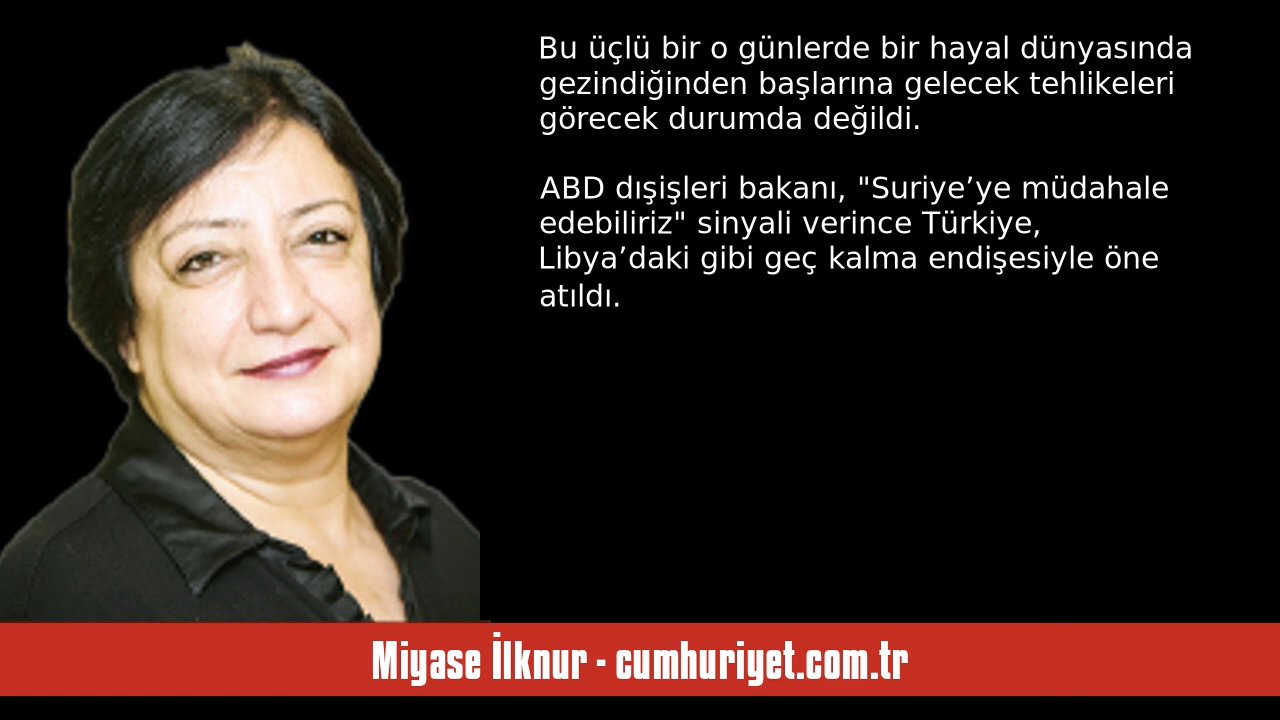 Bu üçlü bir o günlerde bir hayal dünyasında
gezindiğinden başlarına gelecek tehlikeleri
görecek durumda değildi.
ABD dışişleri bakanı, "Suriye’ye müdahale
edebiliriz" sinyali verince Türkiye,
Libya’daki gibi geç kalma endişesiyle öne
atıldı.
Miyase İlknur - cumhuriyet.com.tr